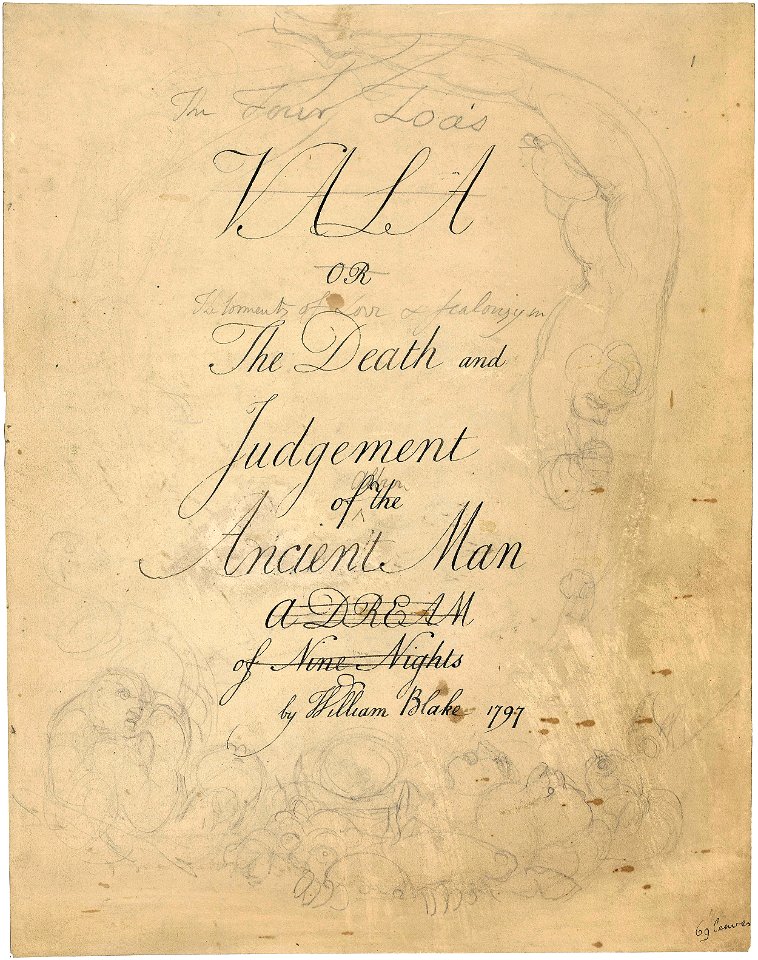 The Four Zoas
VALA
OR
The torments of Love & Jealousy in
The Death and
Judgement
Albion
of the
Ancient Man
a DREAM
of Nine Nights
by William Blake 1797
69 leaves